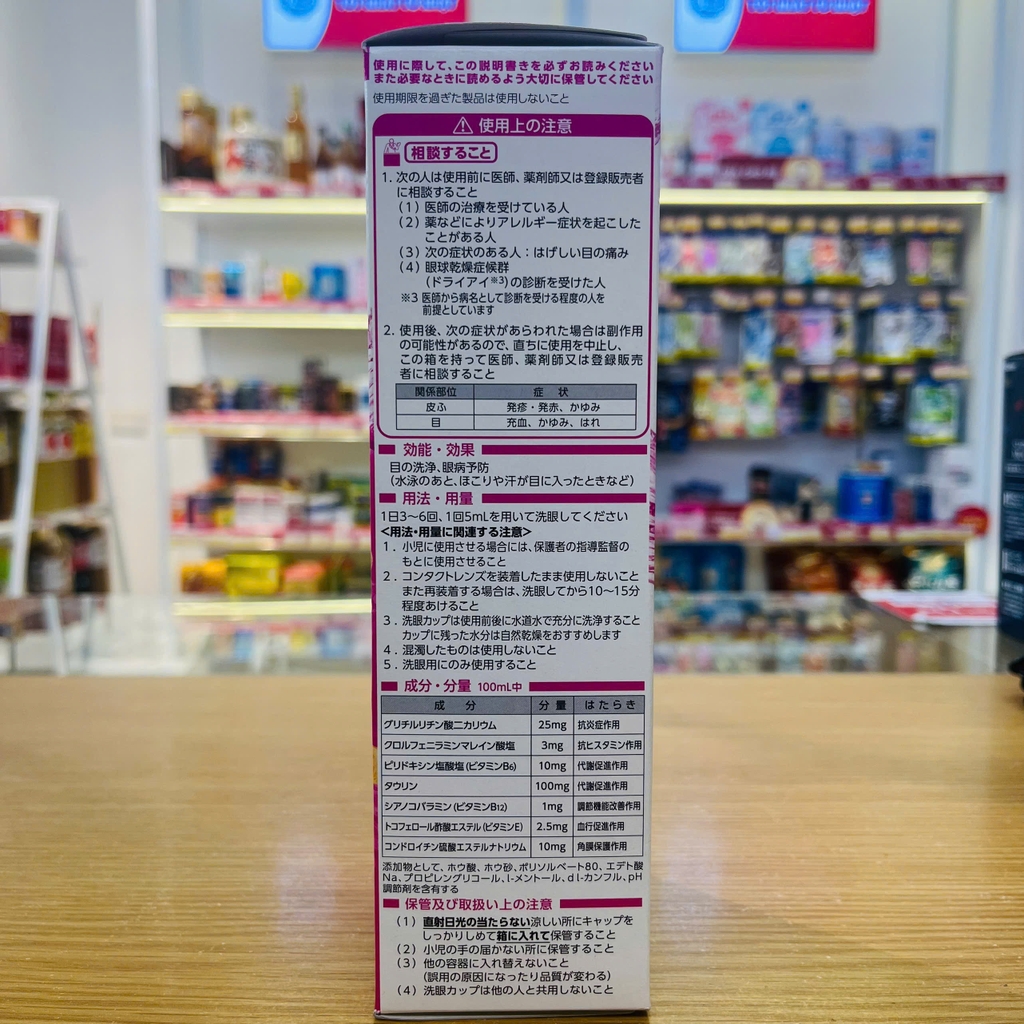 使用に際して、この説明書きを必ずお読みください
また必要なときに読めるよう大切に保管してください
使用期限を過ぎた製品は使用しないこと
使用上の注意
相談すること
1. 次の人は使用前に医師、薬剤師又は登録販売者
に相談すること
(1) 医師の治療を受けている人
(2) 薬などによりアレルギー症状を起こした
ことがある人
(3) 次の症状のある人：はげしい目の痛み
(4) 眼球乾燥症候群
(ドライアイ※3)の診断を受けた人
※3 医師から病名として診断を受ける程度の人を
前提としています
2. 使用後、次の症状があらわれた場合は副作用
の可能性があるので、直ちに使用を中止し、
この箱を持って医師、薬剤師又は登録販売
者に相談すること
関係部位 症状
皮ふ 発疹・発赤、かゆみ
目 充血、かゆみ、はれ
効能・効果
目の洗浄、眼病予防
(水泳のあと、ほこりや汗が目に入ったときなど)
用法・用量
1日3〜6回、1回5mLを用いて洗眼してください
<用法・用量に関連する注意>
1. 小児に使用させる場合には、保護者の指導監督の
もとに使用させること
2. コンタクトレンズを装着したまま使用しないこと
また再装着する場合は、洗眼してから10〜15分
程度あけること
3. 洗眼カップは使用前後に水道水で充分に洗浄すること
カップに残った水分は自然乾燥をおすすめします
4. 混濁したものは使用しないこと
5. 洗眼用にのみ使用すること
成分・分量 100mL中
成分 分量 はたらき
グリチルリチン酸二カリウム 25mg 抗炎症作用
クロルフェニラミンマレイン酸塩 3mg 抗ヒスタミン作用
ピリドキシン塩酸塩(ビタミンB6) 10mg 代謝促進作用
タウリン 100mg 代謝促進作用
シアノコバラミン(ビタミンB12) 1mg 調節機能改善作用
トコフェロール酢酸エステル(ビタミンE) 2.5mg 血行促進作用
コンドロイチン硫酸エステルナトリウム 10mg 角膜保護作用
添加物として、ホウ酸、ホウ砂、ポリソルベート80、エデト酸
Na、プロピレングリコール、l-メントール、dl-カンフル、pH
調節剤を含有する
保管及び取扱い上の注意
(1) 直射日光の当たらない涼しい所にキャップを
しっかりしめて箱に入れて保管すること
(2) 小児の手の届かない所に保管すること
(3) 他の容器に入れ替えないこと
(誤用の原因になったり品質が変わる)
(4) 洗眼カップは他の人と共用しないこと